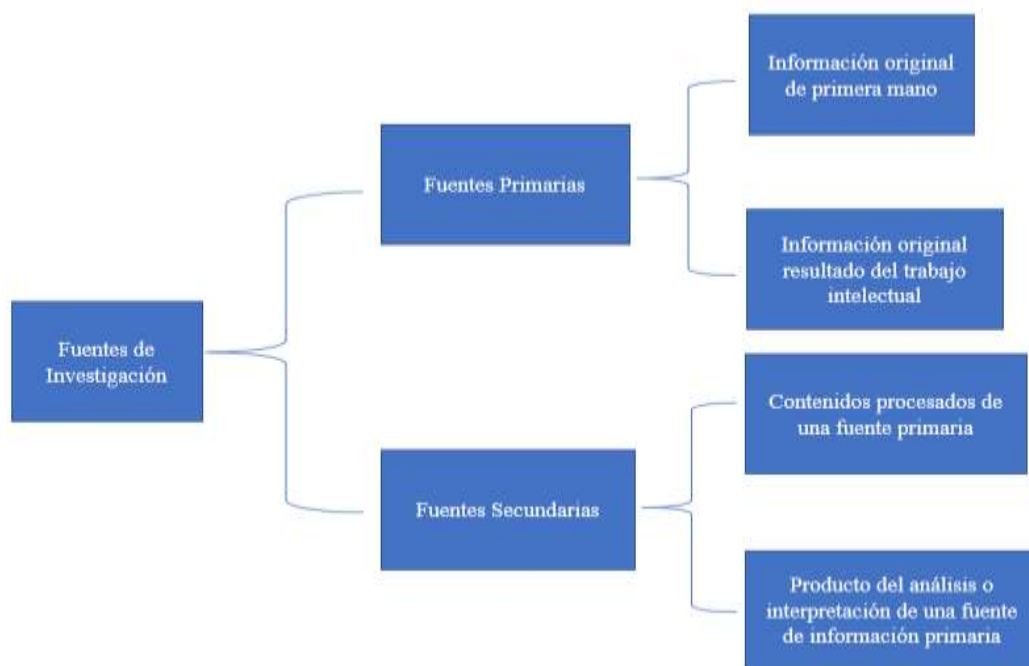 Fuentes de
Investigación
Fuentes Primarias
Información original
de primera mano
Información original
resultado del trabajo
intelectual
Fuentes Secundarias
Contenidos procesados de
una fuente primaria
Producto del análisis o
interpretación de una fuente
de información primaria